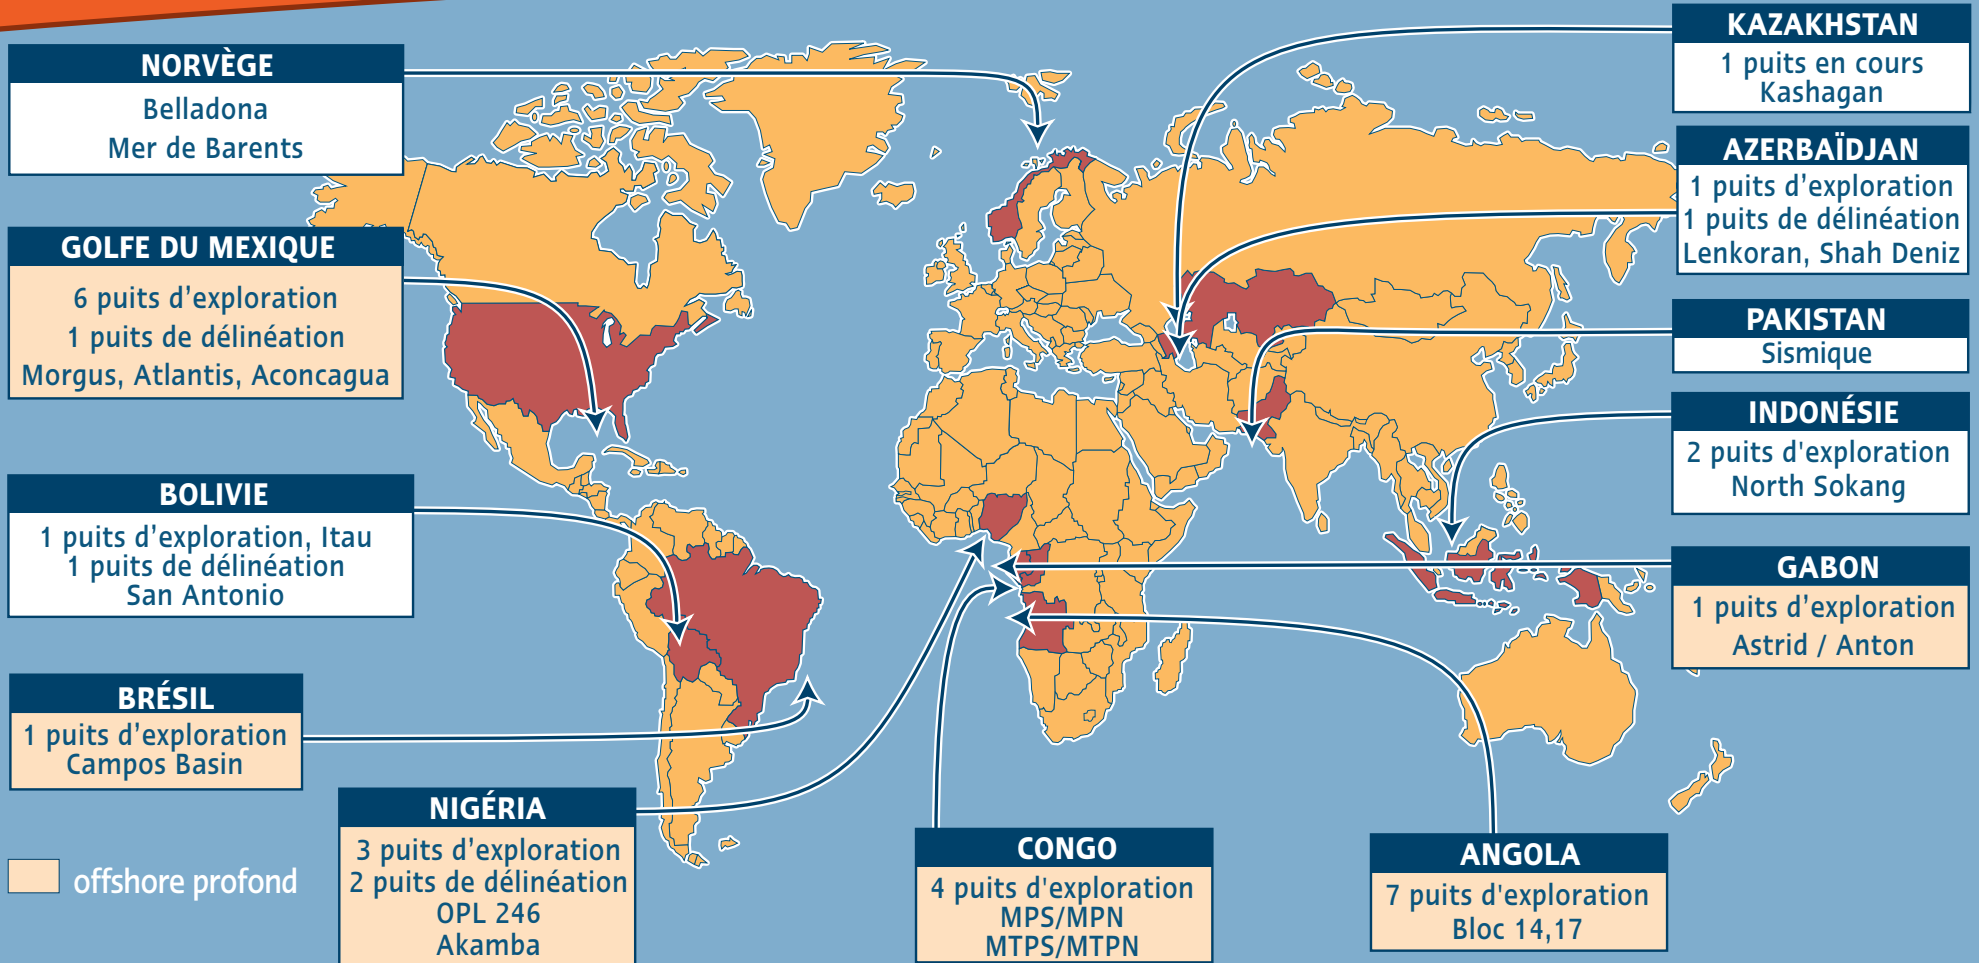 NORVÈGE
Belladona
Mer de Barents
GOLFE DU MEXIQUE
6 puits d’exploration
1 puits de délinéation
Morgus, Atlantis, Aconcagua
BOLIVIE
1 puits d’exploration, Itau
1 puits de délinéation
San Antonio
BRÉSIL
1 puits d’exploration
Campos Basin
offshore profond
NIGÉRIA
3 puits d’exploration
2 puits de délinéation
OPL 246
Akamba
CONGO
4 puits d'exploration
MPS/MPN
MTPS/MTPN
ANGOLA
7 puits d'exploration
Bloc 14,17
KAZAKHSTAN
1 puits en cours
Kashagan
AZERBAÏDJAN
1 puits d’exploration
1 puits de délinéation
Lenkoran, Shah Deniz
PAKISTAN
Sismique
INDONÉSIE
2 puits d'exploration
North Sokang
GABON
1 puits d’exploration
Astrid / Anton